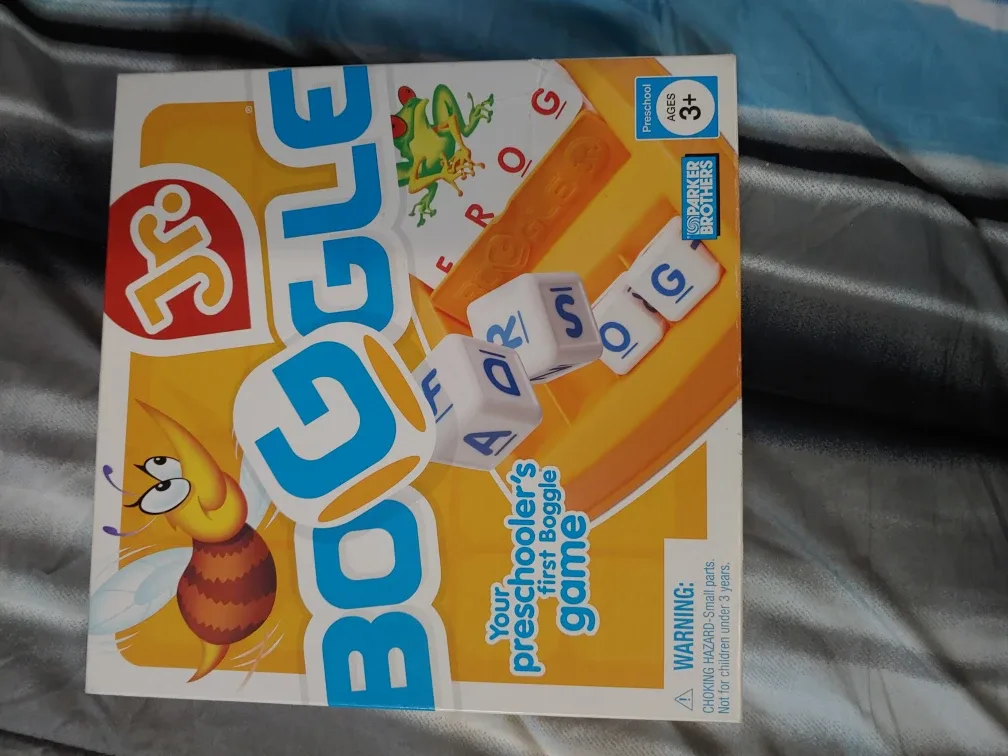 Jr.
BOGGLE®
F R O G
F R
A D S
O G
Your
preschooler's
first Boggle
game
Preschool
AGES
3+
PARKER
BROTHERS
WARNING:
CHOKING HAZARD-Small parts.
Not for children under 3 years.